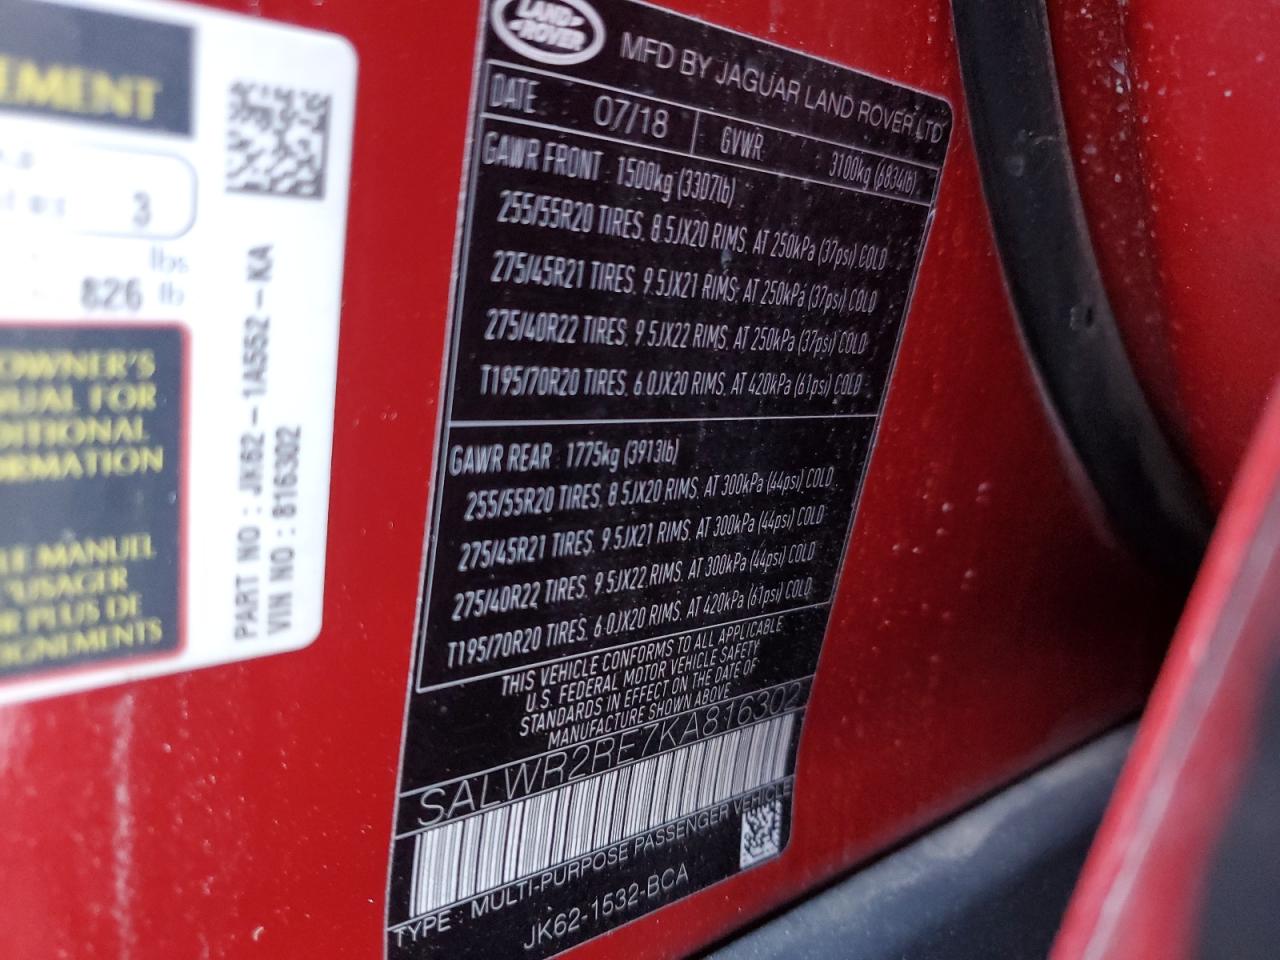 EMENT
3
lbs
826 lb
OWNER'S
UAL FOR
DITIONAL
ORMATION
LE MANUEL
'USAGER
R PLUS DE
IGNEMENTS
PART NO : JK62-1A552-KA
VIN NO : 816302
LAND ROVER
MFD BY JAGUAR LAND ROVER LTD
DATE 07/18 GVWR 3100kg (6834lb)
GAWR FRONT 1500kg (3307lb)
255/55R20 TIRES, 8.5JX20 RIMS, AT 250kPa (37psi) COLD
275/45R21 TIRES, 9.5JX21 RIMS, AT 250kPa (37psi) COLD
275/40R22 TIRES, 9.5JX22 RIMS, AT 250kPa (37psi) COLD
T195/70R20 TIRES, 6.0JX20 RIMS, AT 420kPa (61psi) COLD
GAWR REAR 1775kg (3913lb)
255/55R20 TIRES, 8.5JX20 RIMS, AT 300kPa (44psi) COLD
275/45R21 TIRES, 9.5JX21 RIMS, AT 300kPa (44psi) COLD
275/40R22 TIRES, 9.5JX22 RIMS, AT 300kPa (44psi) COLD
T195/70R20 TIRES, 6.0JX20 RIMS, AT 420kPa (61psi) COLD
THIS VEHICLE CONFORMS TO ALL APPLICABLE
U.S. FEDERAL MOTOR VEHICLE SAFETY
STANDARDS IN EFFECT ON THE DATE OF
MANUFACTURE SHOWN ABOVE
SALWR2RE7KA816302
TYPE : MULTI-PURPOSE PASSENGER VEHICLE
JK62-1532-BCA